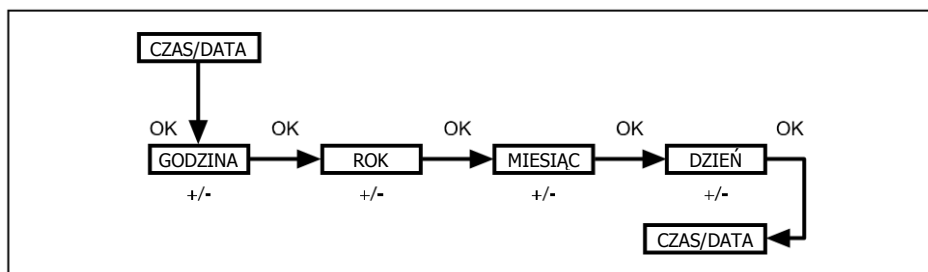 CZAS/DATA
OK OK OK OK OK
GODZINA ROK MIESIĄC DZIEŃ
+/- +/- +/- +/-
CZAS/DATA